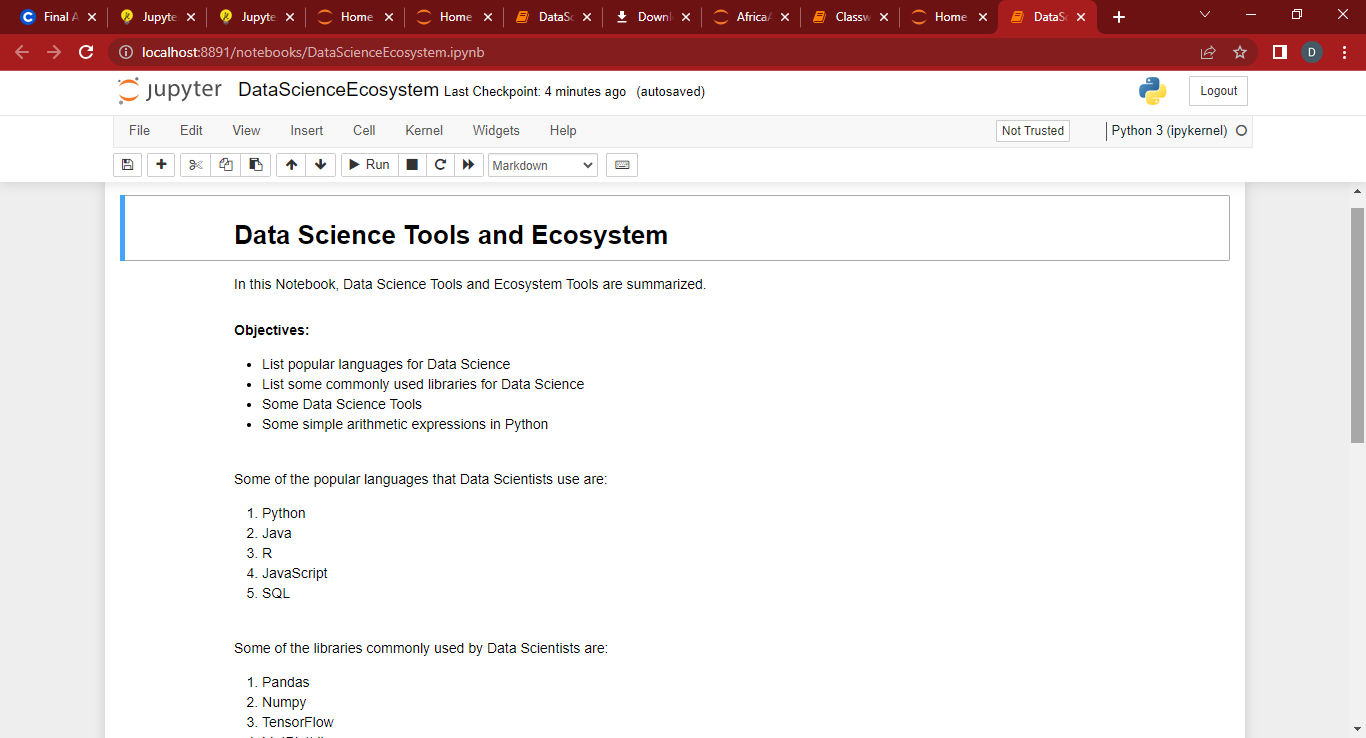 Final A Jupyte Jupyte Home Home DataSc Downl Africa Classw Home DataSc
localhost:8891/notebooks/DataScienceEcosystem.ipynb D
jupyter DataScienceEcosystem Last Checkpoint: 4 minutes ago (autosaved) Logout
File Edit View Insert Cell Kernel Widgets Help Not Trusted Python 3 (ipykernel)
Run Markdown
Data Science Tools and Ecosystem
In this Notebook, Data Science Tools and Ecosystem Tools are summarized.
Objectives:
• List popular languages for Data Science
• List some commonly used libraries for Data Science
• Some Data Science Tools
• Some simple arithmetic expressions in Python
Some of the popular languages that Data Scientists use are:
1. Python
2. Java
3. R
4. JavaScript
5. SQL
Some of the libraries commonly used by Data Scientists are:
1. Pandas
2. Numpy
3. TensorFlow